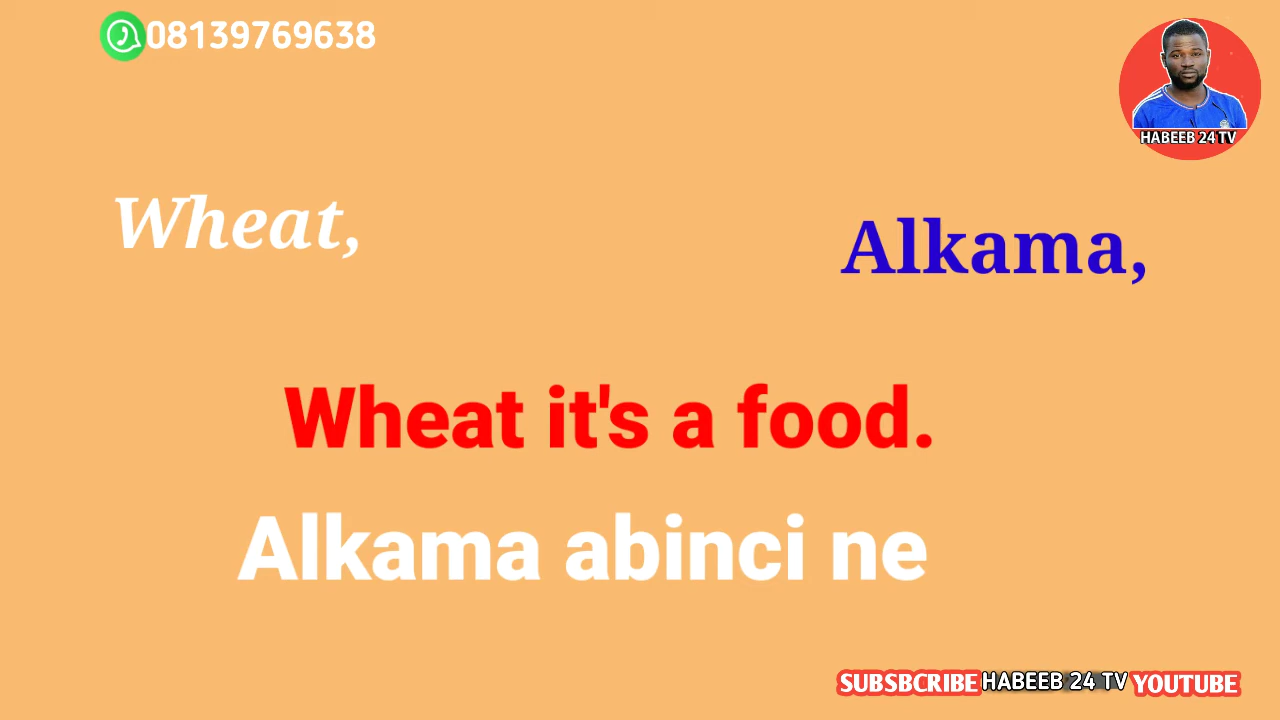 08139769638
HABEEB 24 TV
Wheat,
Alkama,
Wheat it's a food.
Alkama abinci ne
SUBSBCRIBE HABEEB 24 TV YOUTUBE